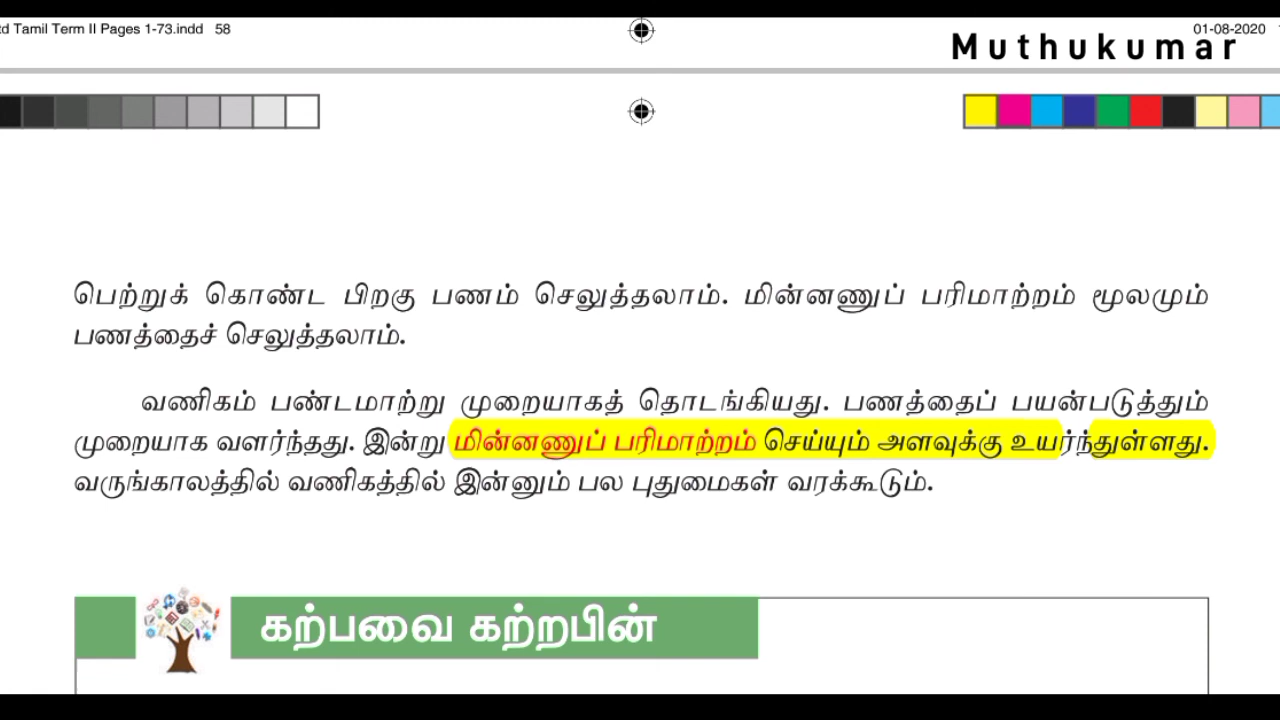 td Tamil Term II Pages 1-73.indd 58
01-08-2020
Muthukumar
பெற்றுக் கொண்ட பிறகு பணம் செலுத்தலாம். மின்னணுப் பரிமாற்றம் மூலமும்
பணத்தைச் செலுத்தலாம்.
வணிகம் பண்டமாற்று முறையாகத் தொடங்கியது. பணத்தைப் பயன்படுத்தும்
முறையாக வளர்ந்தது. இன்று மின்னணுப் பரிமாற்றம் செய்யும் அளவுக்கு உயர்ந்துள்ளது.
வருங்காலத்தில் வணிகத்தில் இன்னும் பல புதுமைகள் வரக்கூடும்.
கற்பவை கற்றபின்